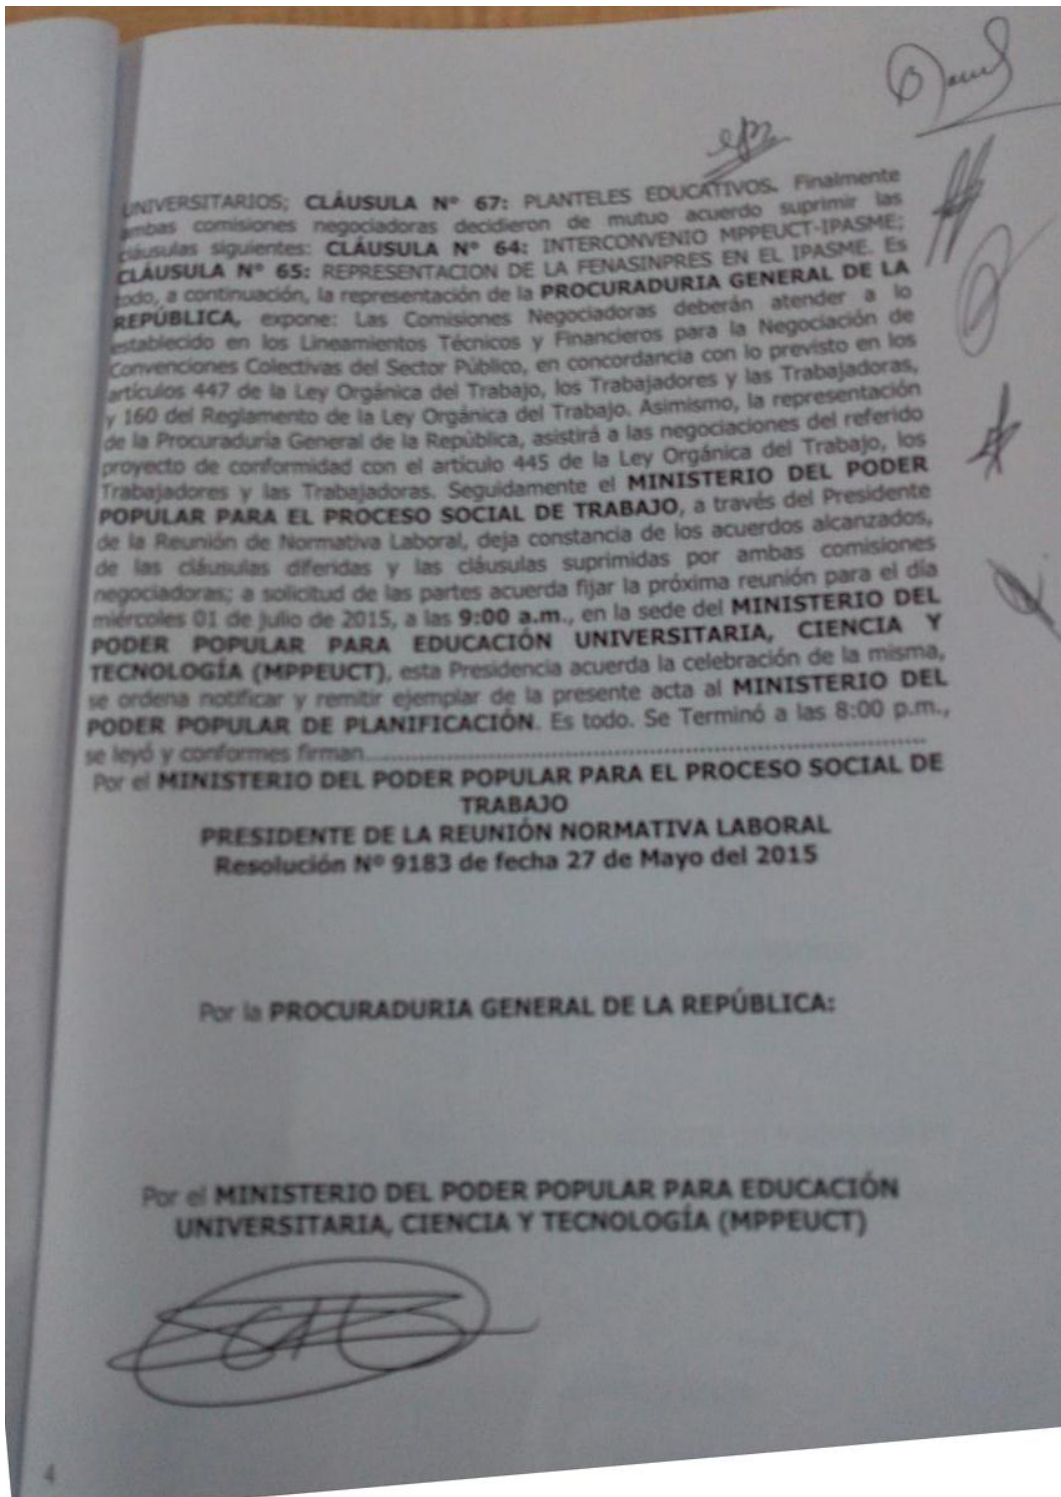 UNIVERSITARIOS; CLÁUSULA Nº 67: PLANTELES EDUCATIVOS. Finalmente
ambas comisiones negociadoras decidieron de mutuo acuerdo suprimir las
cláusulas siguientes: CLÁUSULA Nº 64: INTERCONVENIO MPPEUCT-IPASME;
CLÁUSULA Nº 65: REPRESENTACION DE LA FENASINPRES EN EL IPASME. Es
todo, a continuación, la representación de la PROCURADURIA GENERAL DE LA
REPÚBLICA, expone: Las Comisiones Negociadoras deberán atender a lo
establecido en los Lineamientos Técnicos y Financieros para la Negociación de
Convenciones Colectivas del Sector Público, en concordancia con lo previsto en los
artículos 447 de la Ley Orgánica del Trabajo, los Trabajadores y las Trabajadoras,
y 160 del Reglamento de la Ley Orgánica del Trabajo. Asimismo, la representación
de la Procuraduría General de la República, asistirá a las negociaciones del referido
proyecto de conformidad con el artículo 445 de la Ley Orgánica del Trabajo, los
Trabajadores y las Trabajadoras. Seguidamente el MINISTERIO DEL PODER
POPULAR PARA EL PROCESO SOCIAL DE TRABAJO, a través del Presidente
de la Reunión de Normativa Laboral, deja constancia de los acuerdos alcanzados,
de las cláusulas diferidas y las cláusulas suprimidas por ambas comisiones
negociadoras; a solicitud de las partes acuerda fijar la próxima reunión para el día
miércoles 01 de julio de 2015, a las 9:00 a.m., en la sede del MINISTERIO DEL
PODER POPULAR PARA EDUCACIÓN UNIVERSITARIA, CIENCIA Y
TECNOLOGÍA (MPPEUCT), esta Presidencia acuerda la celebración de la misma,
se ordena notificar y remitir ejemplar de la presente acta al MINISTERIO DEL
PODER POPULAR DE PLANIFICACIÓN. Es todo. Se Terminó a las 8:00 p.m.,
se leyó y conformes firman..........................................................................
Por el MINISTERIO DEL PODER POPULAR PARA EL PROCESO SOCIAL DE
TRABAJO
PRESIDENTE DE LA REUNIÓN NORMATIVA LABORAL
Resolución Nº 9183 de fecha 27 de Mayo del 2015
Por la PROCURADURIA GENERAL DE LA REPÚBLICA:
Por el MINISTERIO DEL PODER POPULAR PARA EDUCACIÓN
UNIVERSITARIA, CIENCIA Y TECNOLOGÍA (MPPEUCT)
4